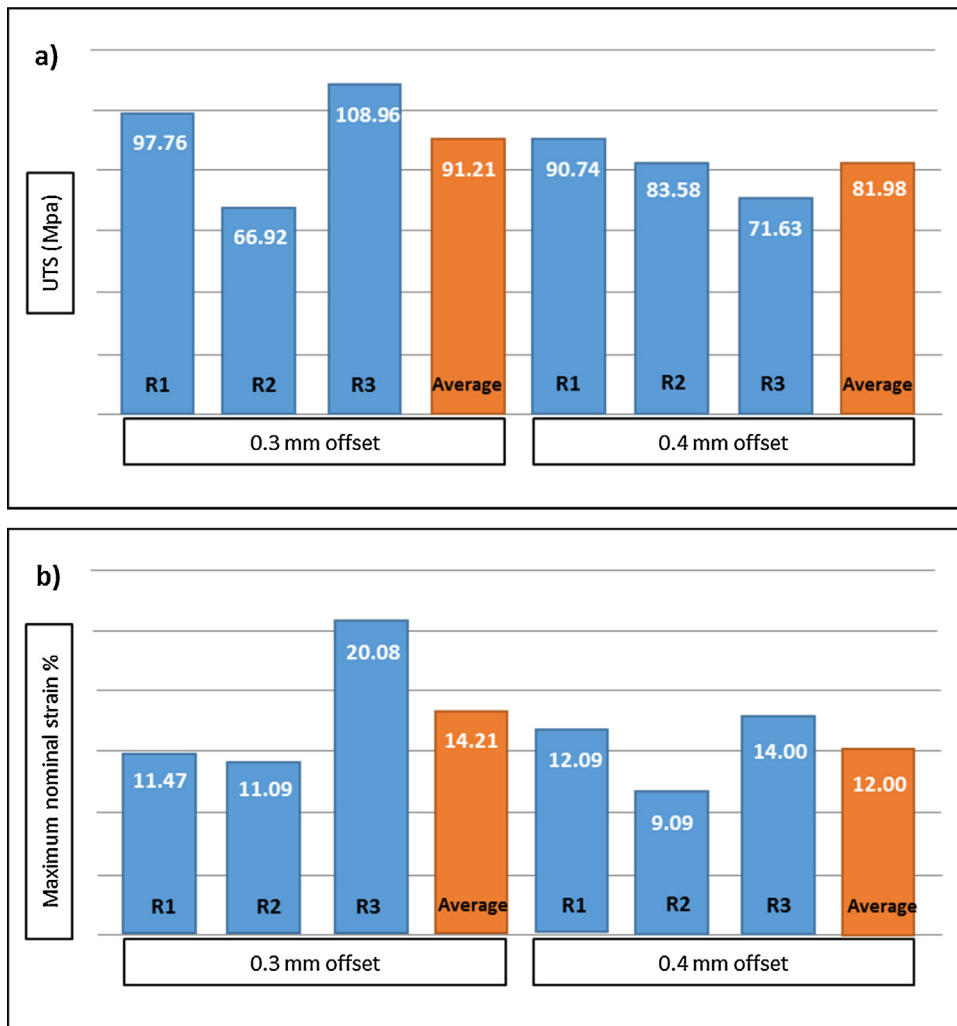 a)
UTS (Mpa)
97.76
66.92
108.96
91.21
90.74
83.58
71.63
81.98
R1
R2
R3
Average
R1
R2
R3
Average
0.3 mm offset
0.4 mm offset
b)
Maximum nominal strain %
11.47
11.09
20.08
14.21
12.09
9.09
14.00
12.00
R1
R2
R3
Average
R1
R2
R3
Average
0.3 mm offset
0.4 mm offset